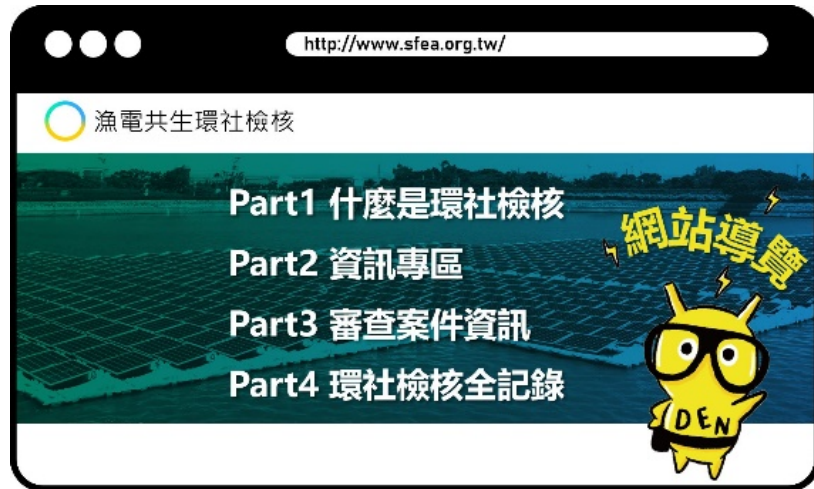 http://www.sfea.org.tw/
漁電共生環社檢核
Part1 什麼是環社檢核
網站導覽
Part2 資訊專區
Part3 審查案件資訊
Part4 環社檢核全記錄
DEN